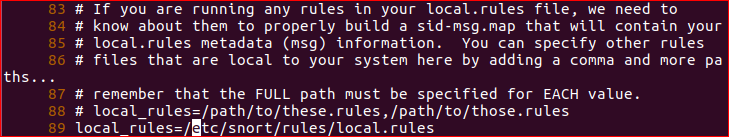 83 # If you are running any rules in your local.rules file, we need to
84 # know about them to properly build a sid-msg.map that will contain your
85 # local.rules metadata (msg) information.  You can specify other rules
86 # files that are local to your system here by adding a comma and more pa
ths...
87 # remember that the FULL path must be specified for EACH value.
88 # local_rules=/path/to/these.rules,/path/to/those.rules
89 local_rules=/etc/snort/rules/local.rules